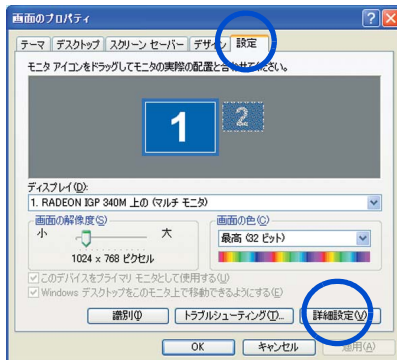 画面のプロパティ
テーマ デスクトップ スクリーン セーバー デザイン 設定
モニタ アイコンをドラッグしてモニタの実際の配置と合わせてください。
1 2
ディスプレイ(D):
1. RADEON IGP 340M 上の (マルチ モニタ)
画面の解像度(S)
小 大
1024 x 768 ピクセル
画面の色(C)
最高 (32 ビット)
このデバイスをプライマリ モニタとして使用する(U)
Windows デスクトップをこのモニタ上で移動できるようにする(E)
識別(I) トラブルシューティング(T)... 詳細設定(V)
OK キャンセル 適用(A)